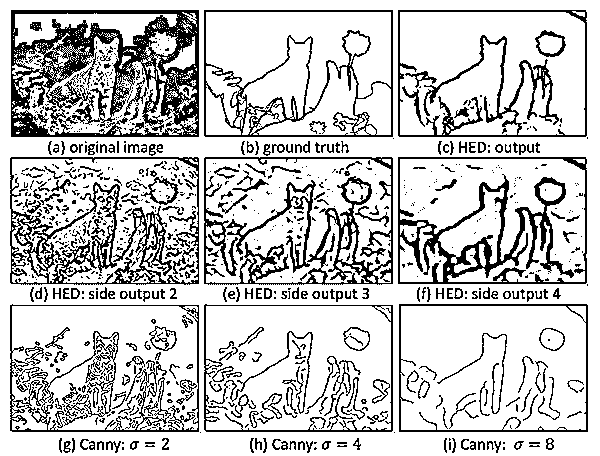 (a) original image
(b) ground truth
(c) HED: output
(d) HED: side output 2
(e) HED: side output 3
(f) HED: side output 4
(g) Canny: σ = 2
(h) Canny: σ = 4
(i) Canny: σ = 8